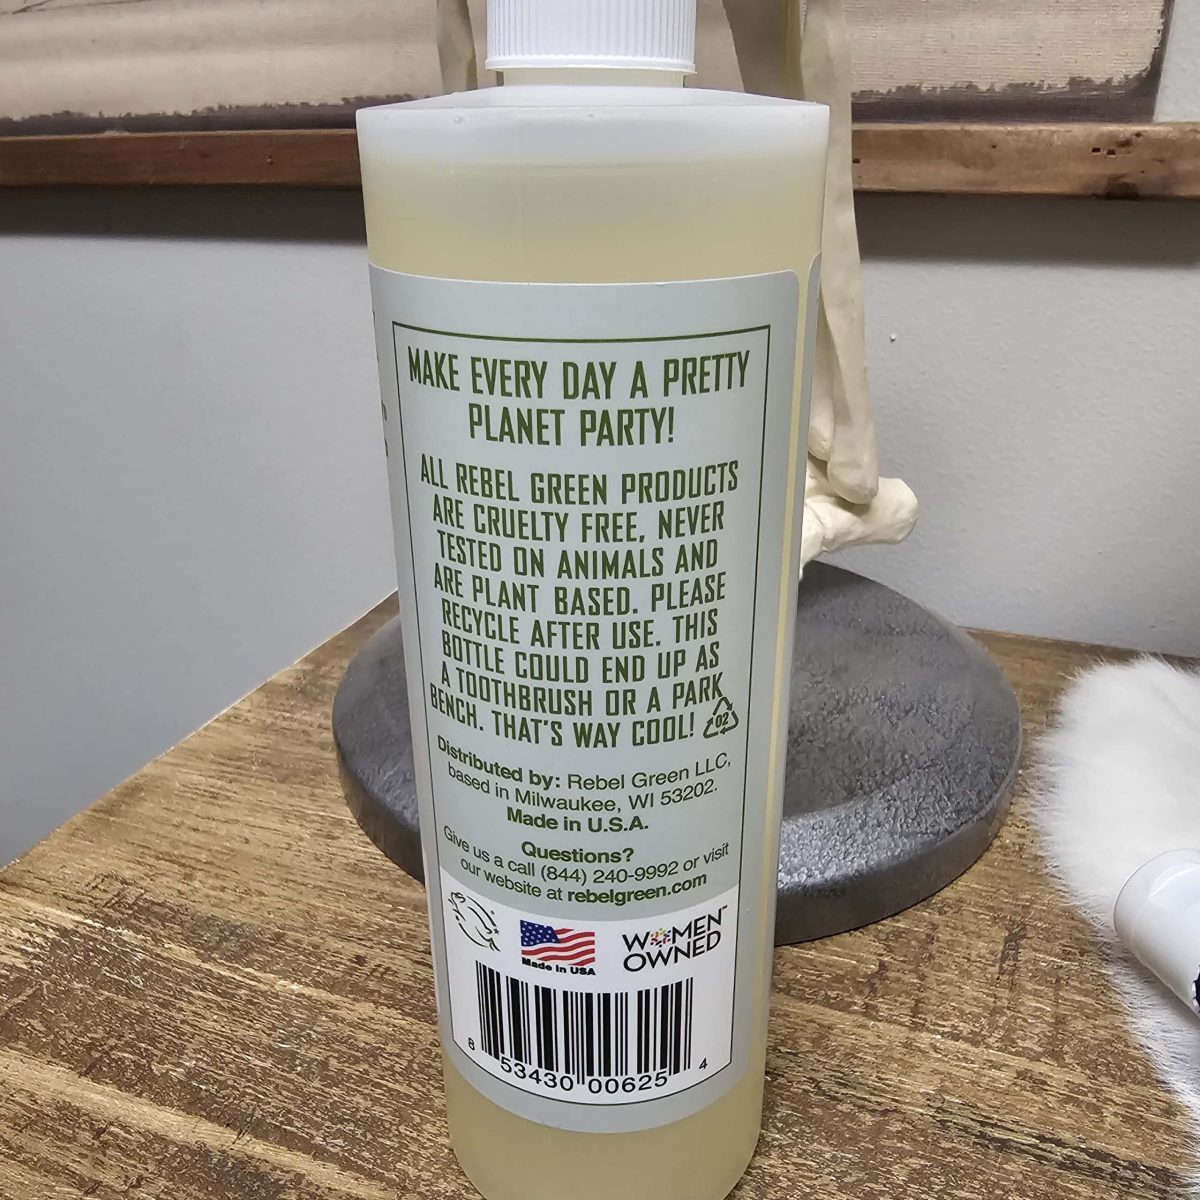 MAKE EVERY DAY A PRETTY
PLANET PARTY!
ALL REBEL GREEN PRODUCTS
ARE CRUELTY FREE, NEVER
TESTED ON ANIMALS AND
ARE PLANT BASED. PLEASE
RECYCLE AFTER USE. THIS
BOTTLE COULD END UP AS
A TOOTHBRUSH OR A PARK
BENCH. THAT'S WAY COOL!
02
Distributed by: Rebel Green LLC,
based in Milwaukee, WI 53202.
Made in U.S.A.
Questions?
Give us a call (844) 240-9992 or visit
our website at rebelgreen.com
Made in USA
WOMEN™
OWNED
8 53430 00625 4